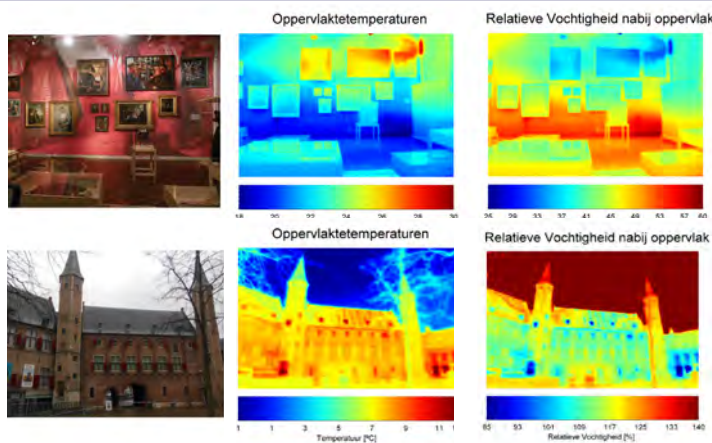 Oppervlaktetemperaturen
Relatieve Vochtigheid nabij oppervlak
18 20 22 24 26 28 30
25 29 33 37 41 45 49 53 57 60
Oppervlaktetemperaturen
Relatieve Vochtigheid nabij oppervlak
1 1 3 5 7 9 11 1
Temperatuur [ºC]
85 93 101 109 117 125 133 140
Relatieve Vochtigheid [%]